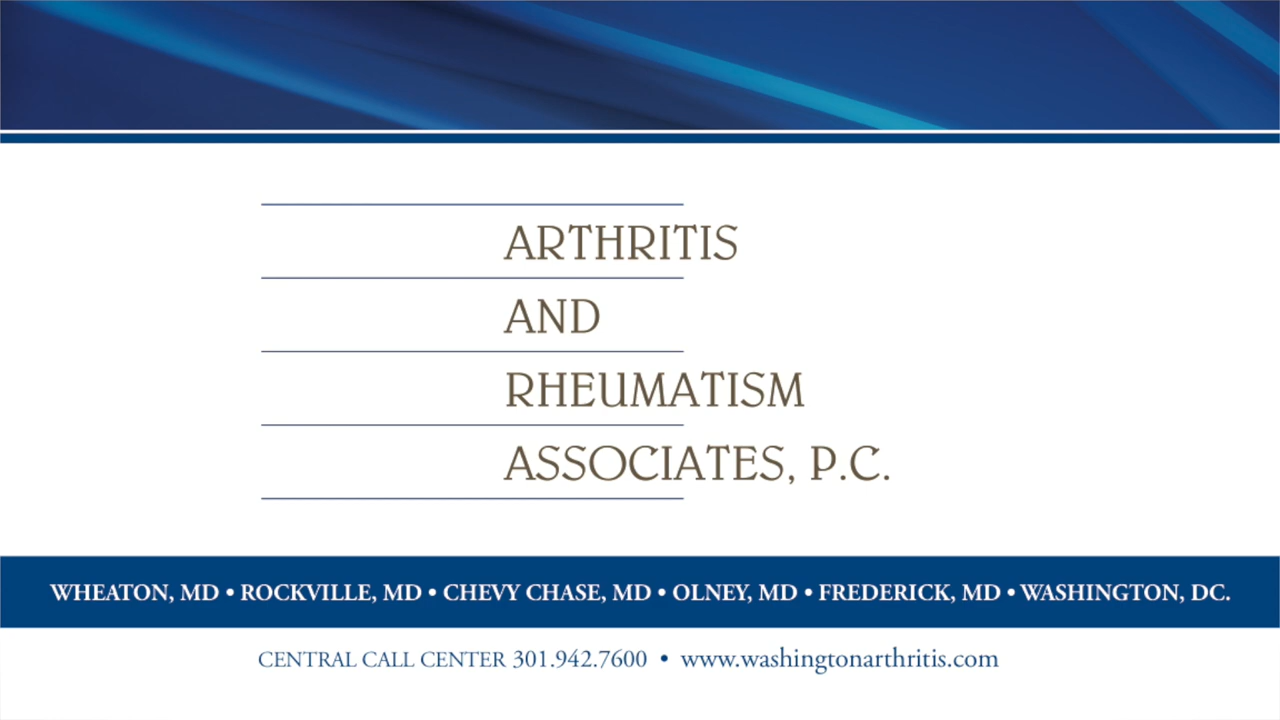 ARTHRITIS
AND
RHEUMATISM
ASSOCIATES, P.C.
WHEATON, MD • ROCKVILLE, MD • CHEVY CHASE, MD • OLNEY, MD • FREDERICK, MD • WASHINGTON, DC.
CENTRAL CALL CENTER 301.942.7600 • www.washingtonarthritis.com